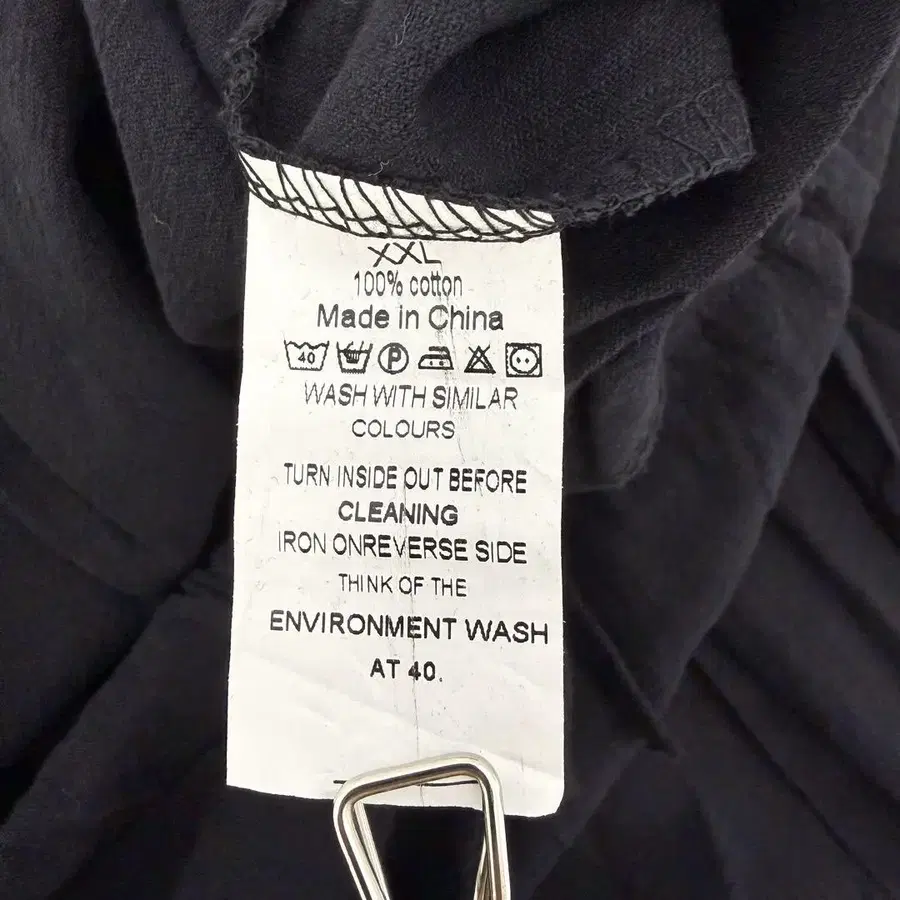 XXL
100% cotton
Made in China
40 P
WASH WITH SIMILAR
COLOURS
TURN INSIDE OUT BEFORE
CLEANING
IRON ONREVERSE SIDE
THINK OF THE
ENVIRONMENT WASH
AT 40.